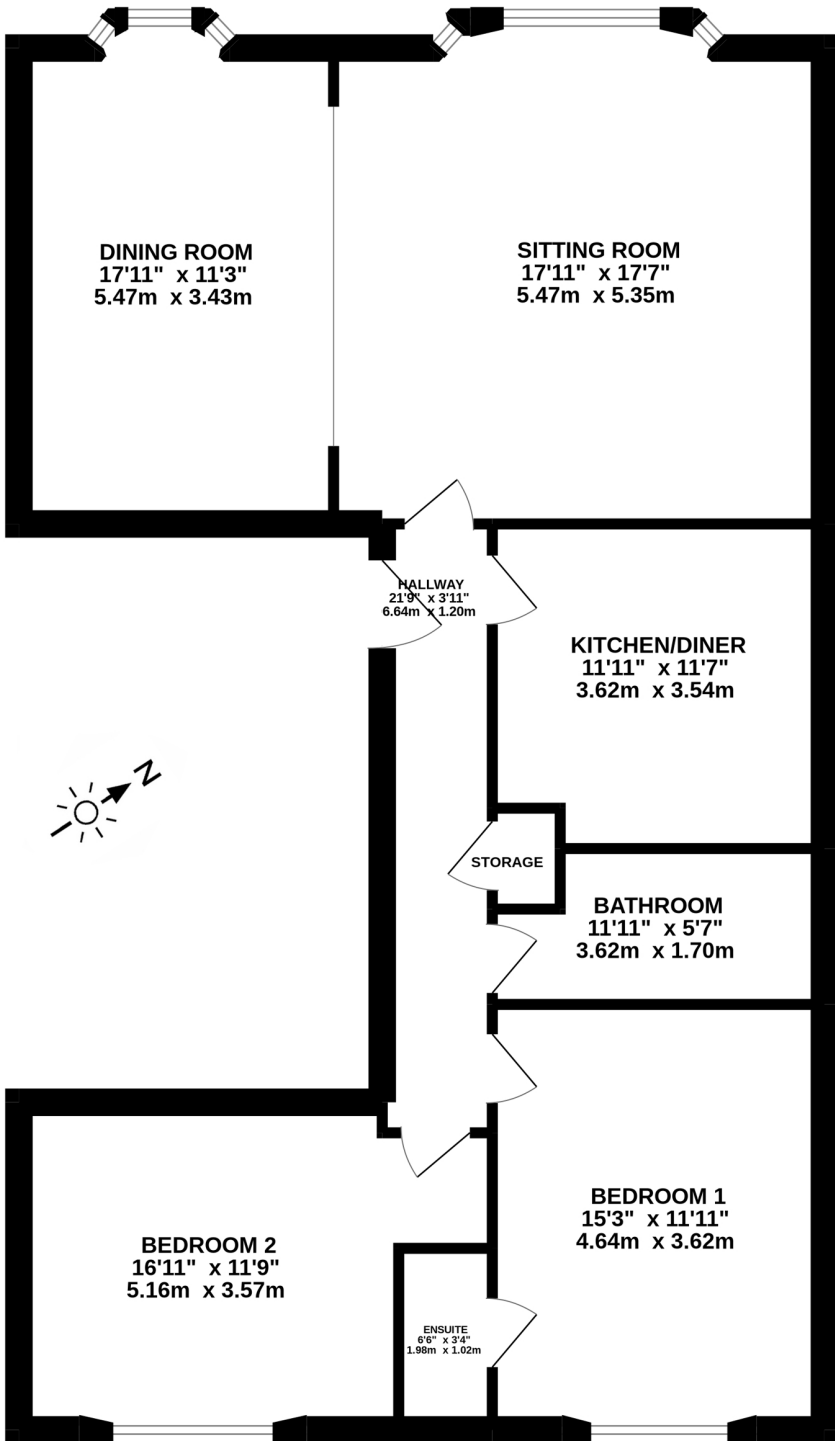 DINING ROOM
17'11" x 11'3"
5.47m x 3.43m
SITTING ROOM
17'11" x 17'7"
5.47m x 5.35m
HALLWAY
21'9" x 3'11"
6.64m x 1.20m
KITCHEN/DINER
11'11" x 11'7"
3.62m x 3.54m
N
STORAGE
BATHROOM
11'11" x 5'7"
3.62m x 1.70m
BEDROOM 1
15'3" x 11'11"
4.64m x 3.62m
BEDROOM 2
16'11" x 11'9"
5.16m x 3.57m
ENSUITE
6'6" x 3'4"
1.98m x 1.02m